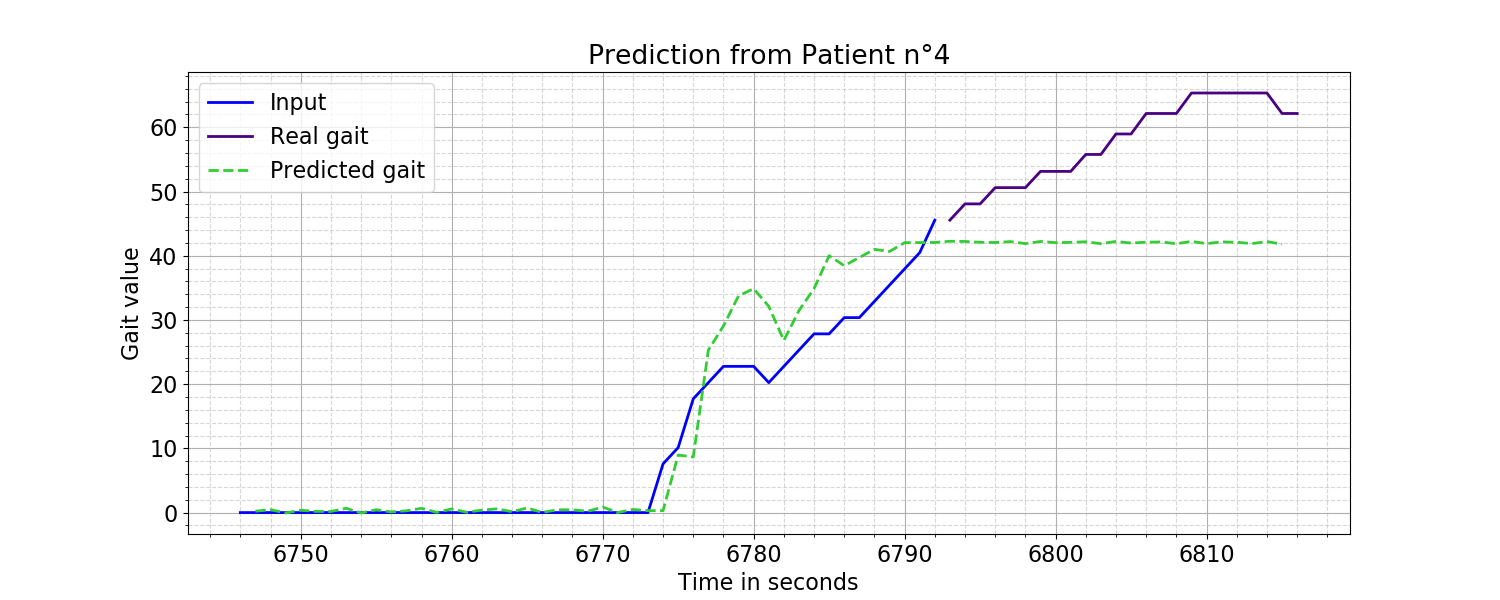 Prediction from Patient n°4
Input
Real gait
Predicted gait
Gait value
60
50
40
30
20
10
0
6750 6760 6770 6780 6790 6800 6810
Time in seconds